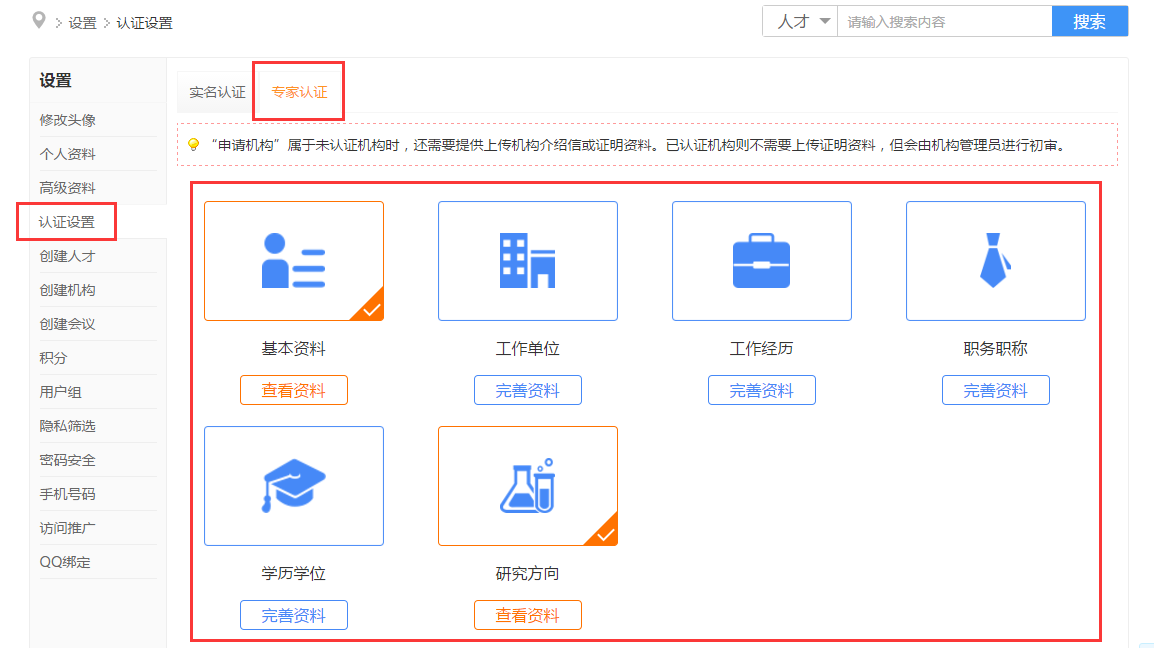 > 设置 > 认证设置
人才 请输入搜索内容 搜索
设置
修改头像
个人资料
高级资料
认证设置
创建人才
创建机构
创建会议
积分
用户组
隐私筛选
密码安全
手机号码
访问推广
QQ绑定
实名认证 专家认证
“申请机构”属于未认证机构时，还需要提供上传机构介绍信或证明资料。已认证机构则不需要上传证明资料，但会由机构管理员进行初审。
基本资料 工作单位 工作经历 职务职称
查看资料 完善资料 完善资料 完善资料
学历学位 研究方向
完善资料 查看资料